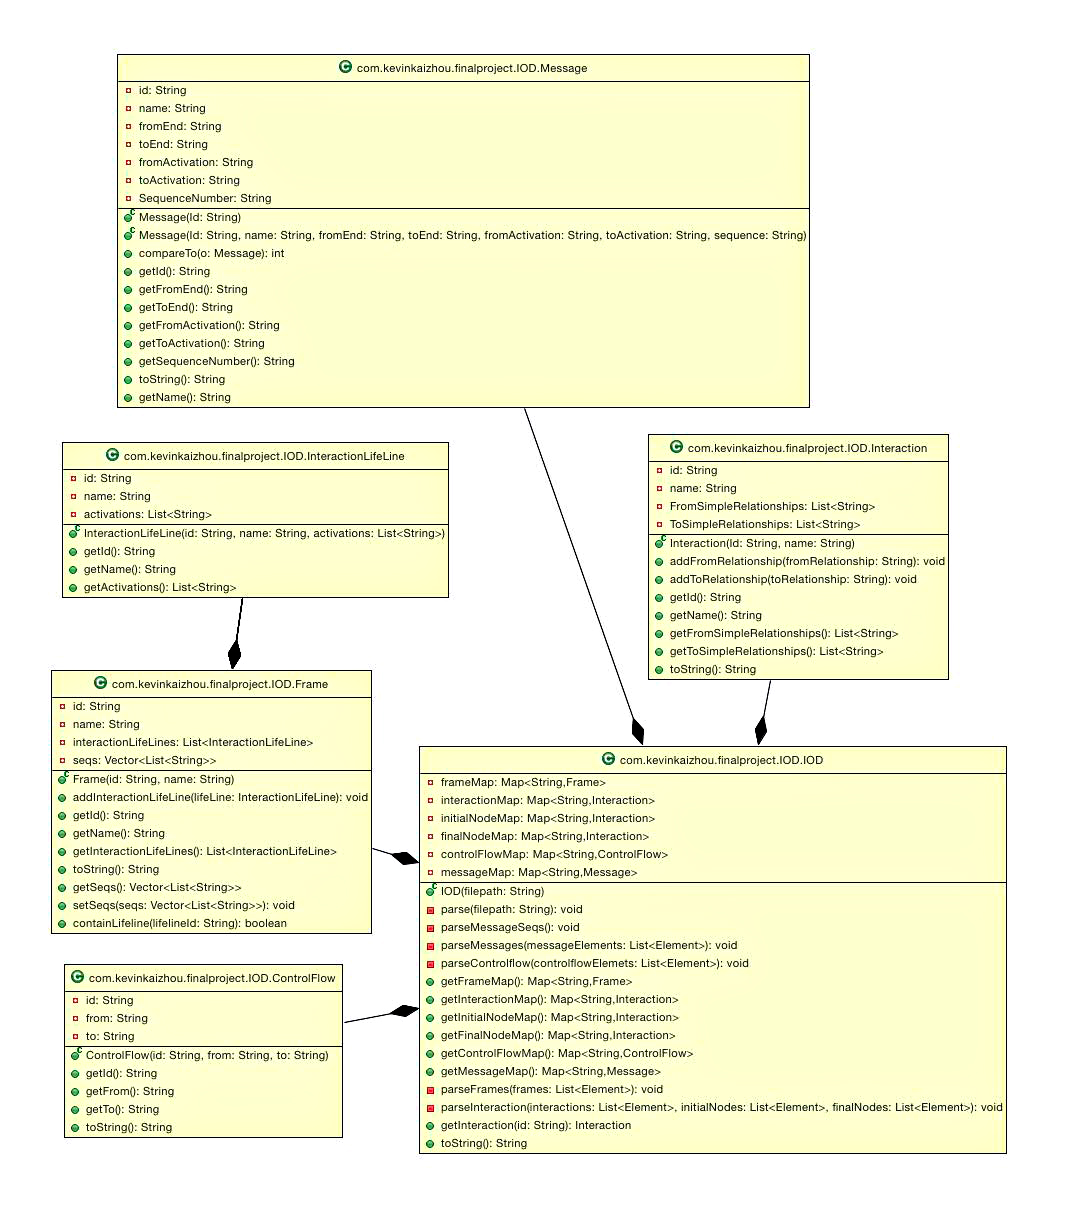 com.kevinkaizhou.finalproject.IOD.Message
id: String
name: String
fromEnd: String
toEnd: String
fromActivation: String
toActivation: String
SequenceNumber: String
Message(Id: String)
Message(Id: String, name: String, fromEnd: String, toEnd: String, fromActivation: String, toActivation: String, sequence: String)
compareTo(o: Message): int
getId(): String
getFromEnd(): String
getToEnd(): String
getFromActivation(): String
getToActivation(): String
getSequenceNumber(): String
toString(): String
getName(): String
com.kevinkaizhou.finalproject.IOD.InteractionLifeLine
id: String
name: String
activations: List<String>
InteractionLifeLine(id: String, name: String, activations: List<String>)
getId(): String
getName(): String
getActivations(): List<String>
com.kevinkaizhou.finalproject.IOD.Interaction
id: String
name: String
FromSimpleRelationships: List<String>
ToSimpleRelationships: List<String>
Interaction(Id: String, name: String)
addFromRelationship(fromRelationship: String): void
addToRelationship(toRelationship: String): void
getId(): String
getName(): String
getFromSimpleRelationships(): List<String>
getToSimpleRelationships(): List<String>
toString(): String
com.kevinkaizhou.finalproject.IOD.Frame
id: String
name: String
interactionLifeLines: List<InteractionLifeLine>
seqs: Vector<List<String>>
Frame(id: String, name: String)
addInteractionLifeLine(lifeLine: InteractionLifeLine): void
getId(): String
getName(): String
getInteractionLifeLines(): List<InteractionLifeLine>
toString(): String
getSeqs(): Vector<List<String>>
setSeqs(seqs: Vector<List<String>>): void
containLifeline(lifelineId: String): boolean
com.kevinkaizhou.finalproject.IOD.IOD
frameMap: Map<String,Frame>
interactionMap: Map<String,Interaction>
initialNodeMap: Map<String,Interaction>
finalNodeMap: Map<String,Interaction>
controlFlowMap: Map<String,ControlFlow>
messageMap: Map<String,Message>
IOD(filepath: String)
parse(filepath: String): void
parseMessageSeqs(): void
parseMessages(messageElements: List<Element>): void
parseControlflow(controlflowElemets: List<Element>): void
getFrameMap(): Map<String,Frame>
getInteractionMap(): Map<String,Interaction>
getInitialNodeMap(): Map<String,Interaction>
getFinalNodeMap(): Map<String,Interaction>
getControlFlowMap(): Map<String,ControlFlow>
getMessageMap(): Map<String,Message>
parseFrames(frames: List<Element>): void
parseInteraction(interactions: List<Element>, initialNodes: List<Element>, finalNodes: List<Element>): void
getInteraction(id: String): Interaction
toString(): String
com.kevinkaizhou.finalproject.IOD.ControlFlow
id: String
from: String
to: String
ControlFlow(id: String, from: String, to: String)
getId(): String
getFrom(): String
getTo(): String
toString(): String